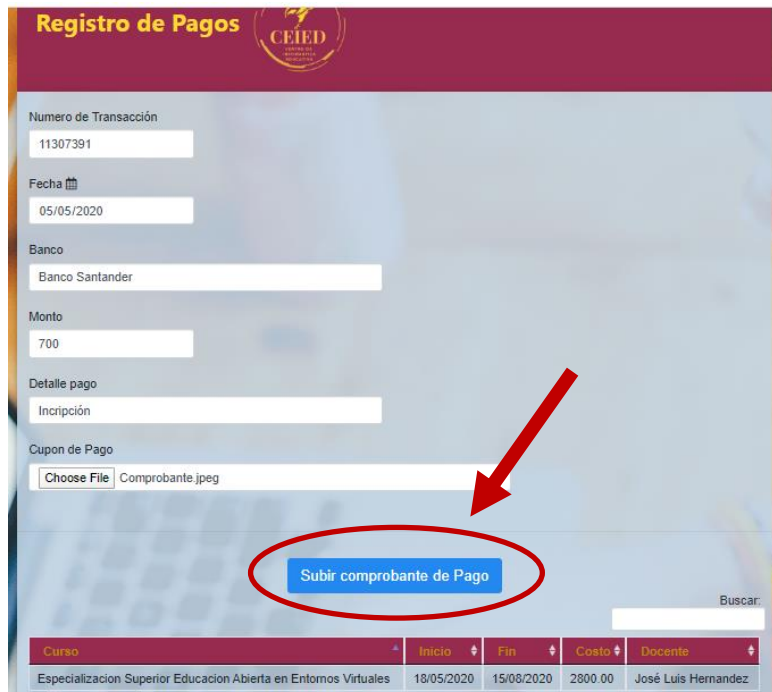 Registro de Pagos
CEIED
CENTRO DE
Numero de Transacción
11307391
Fecha
05/05/2020
Banco
Banco Santander
Monto
700
Detalle pago
Incripción
Cupon de Pago
Choose File Comprobante.jpeg
Subir comprobante de Pago
Buscar:
Curso Inicio Fin Costo Docente
Especializacion Superior Educacion Abierta en Entornos Virtuales 18/05/2020 15/08/2020 2800.00 José Luis Hernandez